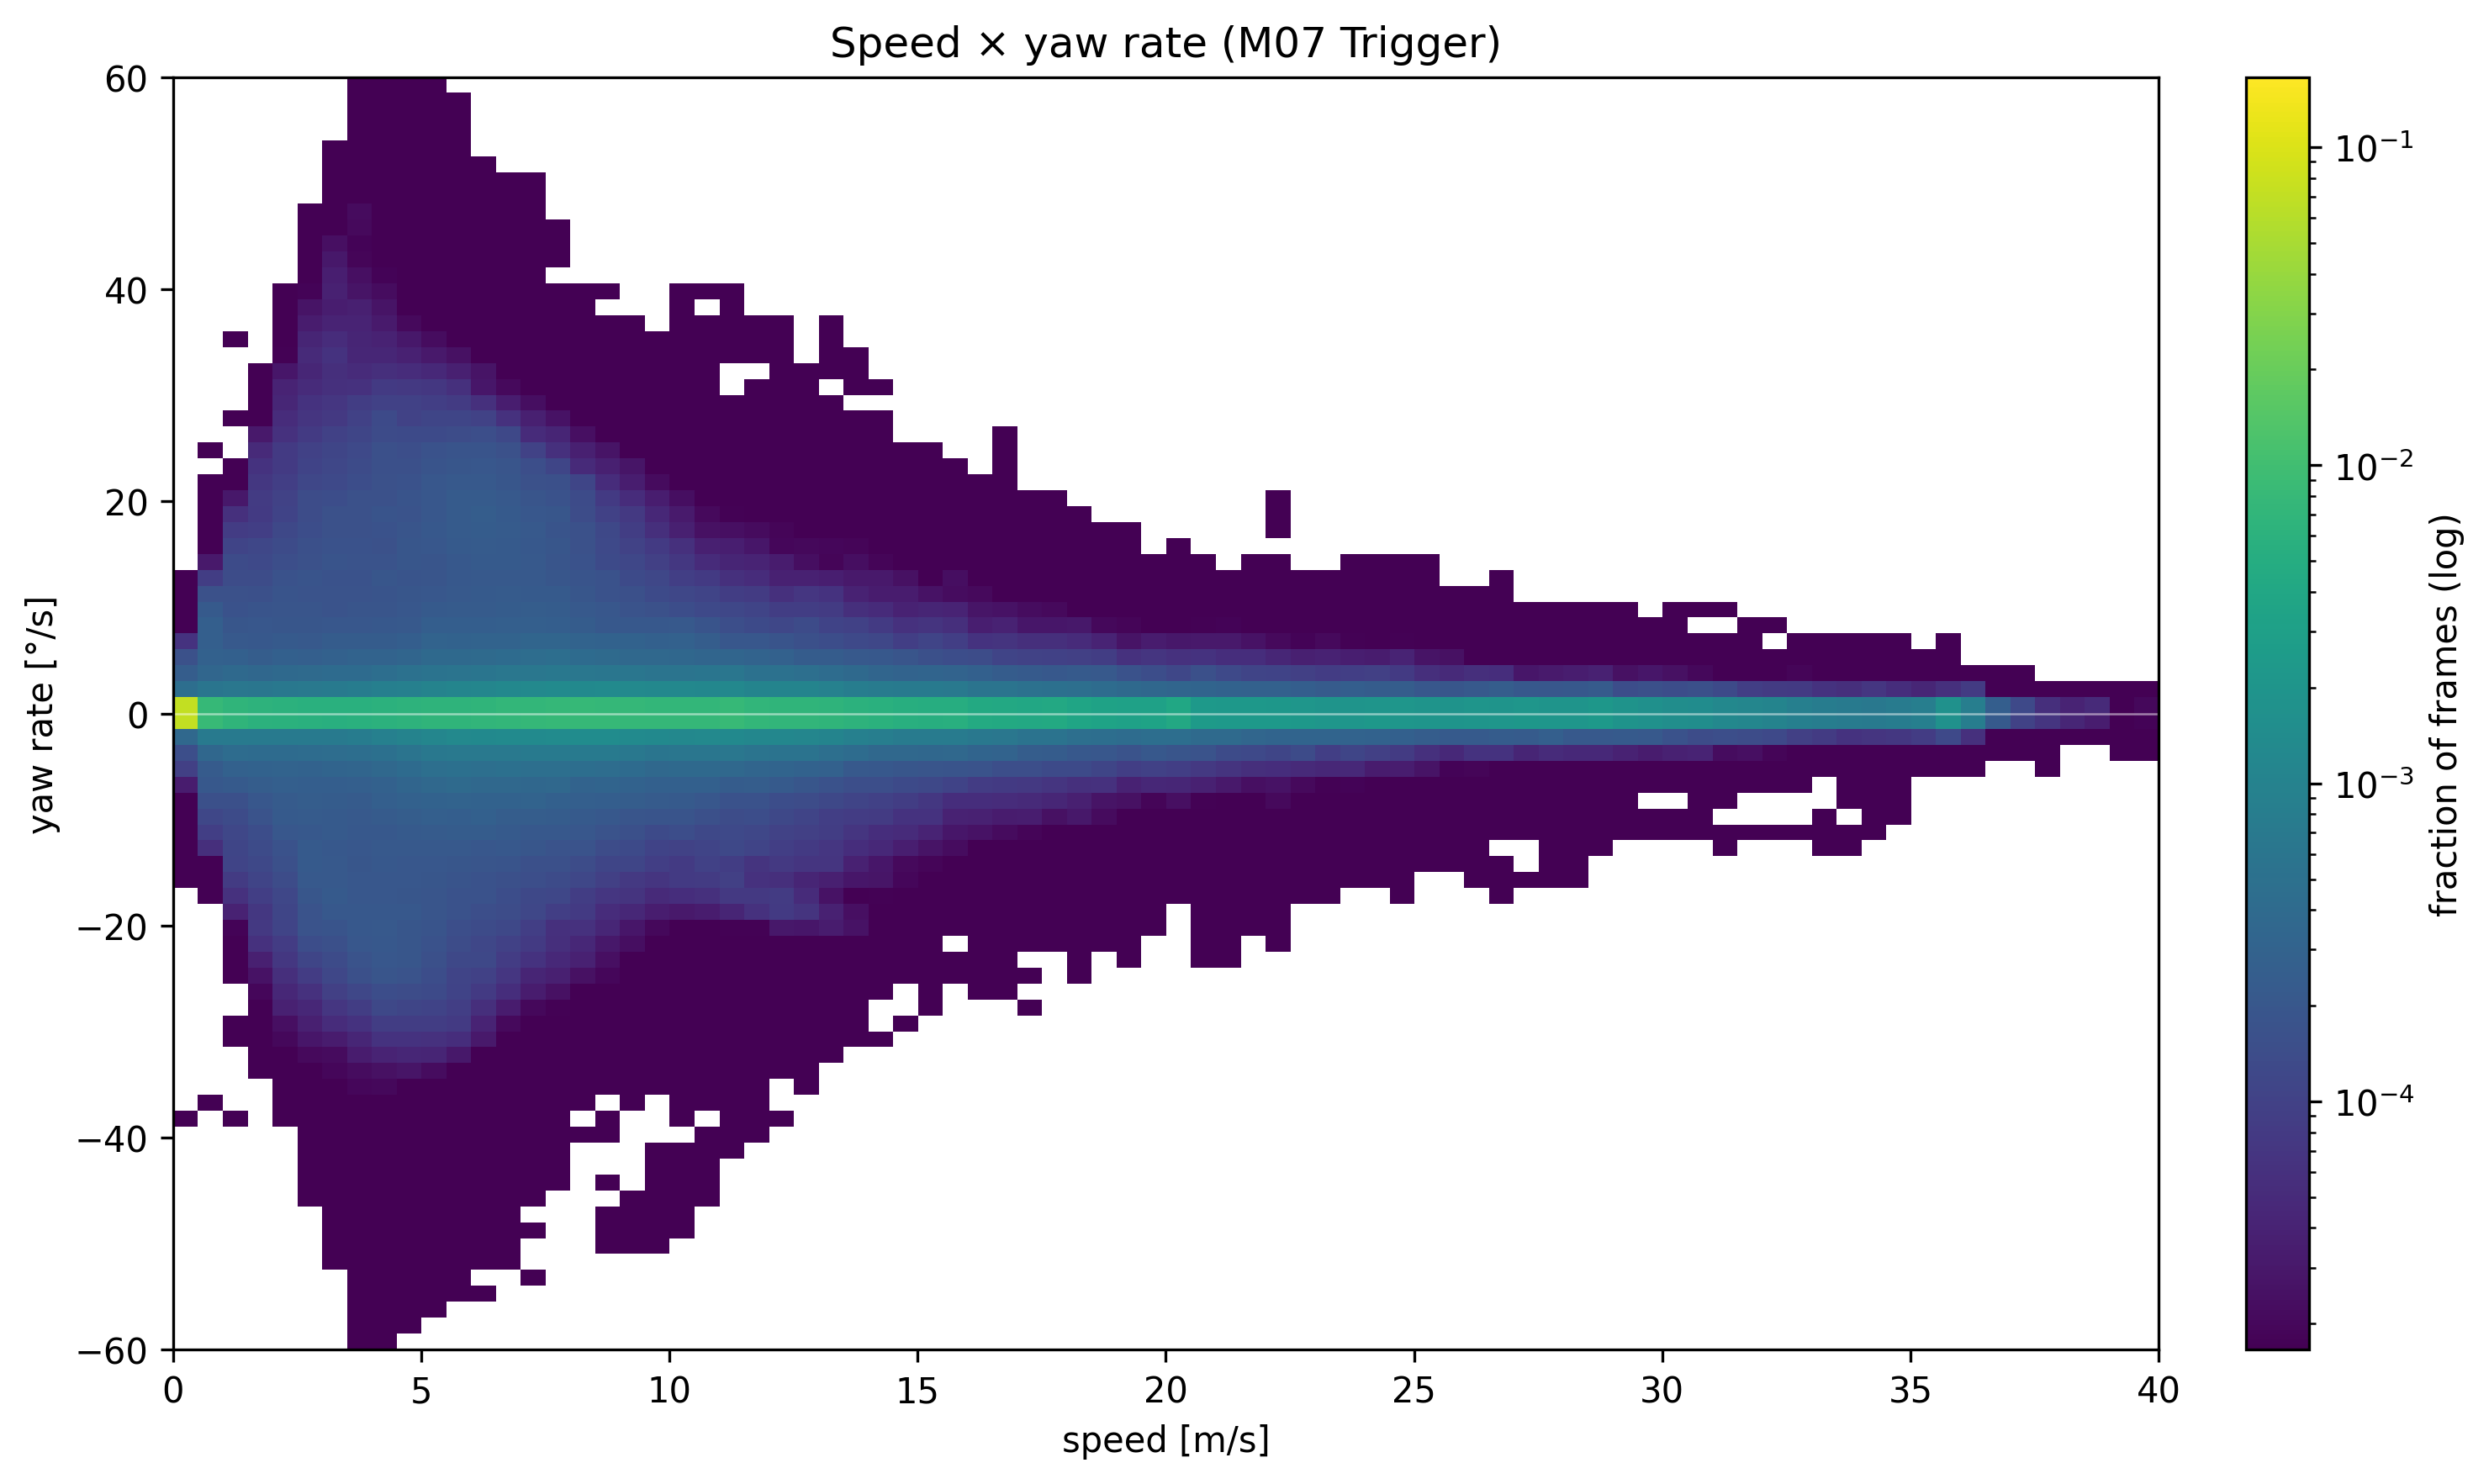 Speed × yaw rate (M07 Trigger)
60
40
20
0
−20
−40
−60
yaw rate [°/s]
0 5 10 15 20 25 30 35 40
speed [m/s]
10⁻¹
10⁻²
10⁻³
10⁻⁴
fraction of frames (log)